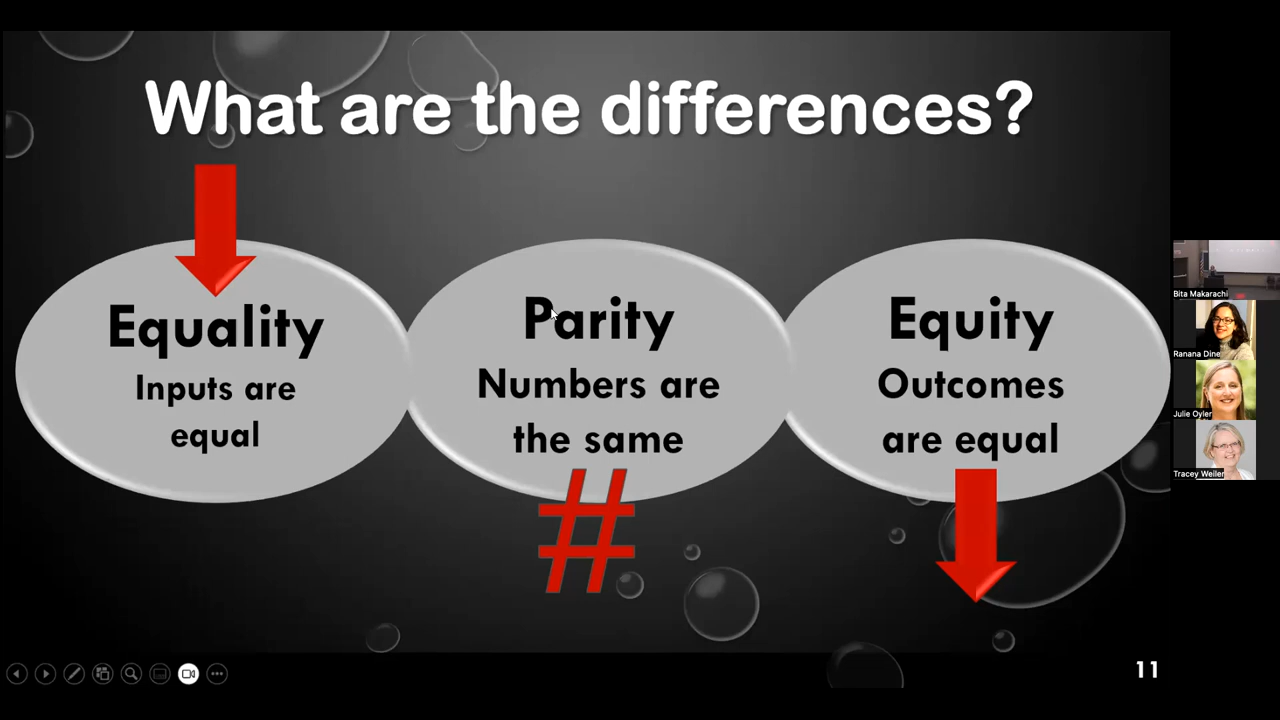 What are the differences?
Equality
Inputs are
equal
Parity
Numbers are
the same
#
Equity
Outcomes
are equal
11
Bita Makarachi
Ranana Dine
Julie Oyler
Tracey Weiler